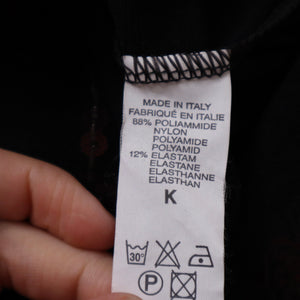 MADE IN ITALY
FABRIQUÉ EN ITALIE
88% POLIAMMIDE
NYLON
POLYAMIDE
POLYAMID
12% ELASTAM
ELASTANE
ELASTHANNE
ELASTHAN
K
30°
P